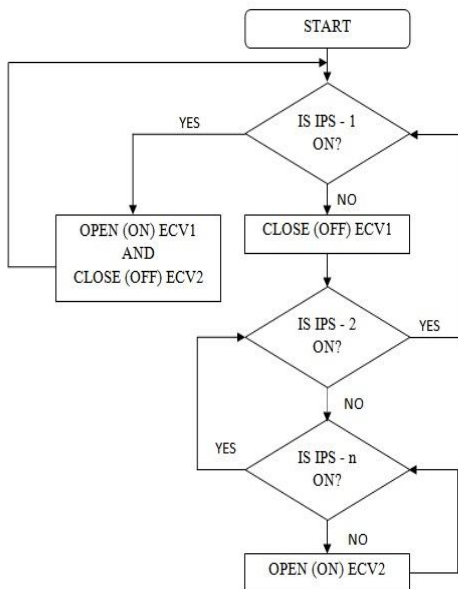 START
IS IPS - 1
ON?
YES
NO
OPEN (ON) ECV1
AND
CLOSE (OFF) ECV2
CLOSE (OFF) ECV1
IS IPS - 2
ON?
YES
NO
IS IPS - n
ON?
YES
NO
OPEN (ON) ECV2